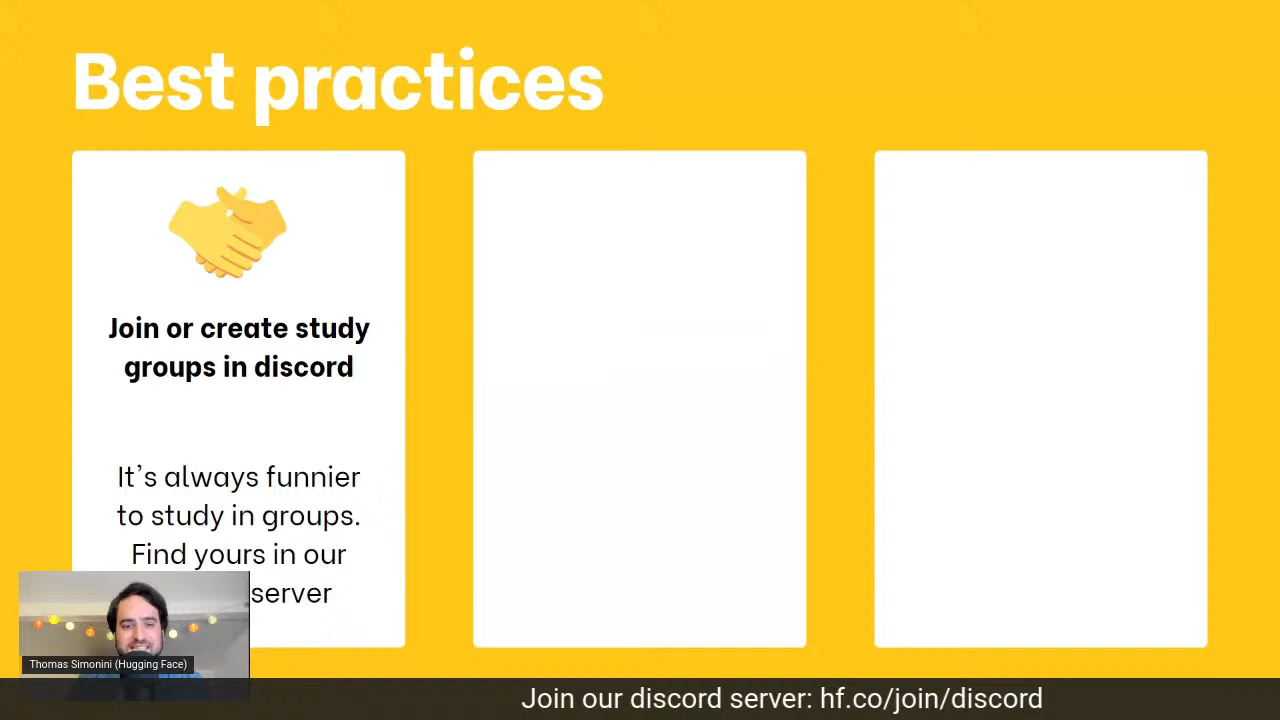 Best practices
Join or create study
groups in discord
It's always funnier
to study in groups.
Find yours in our
server
Thomas Simonini (Hugging Face)
Join our discord server: hf.co/join/discord